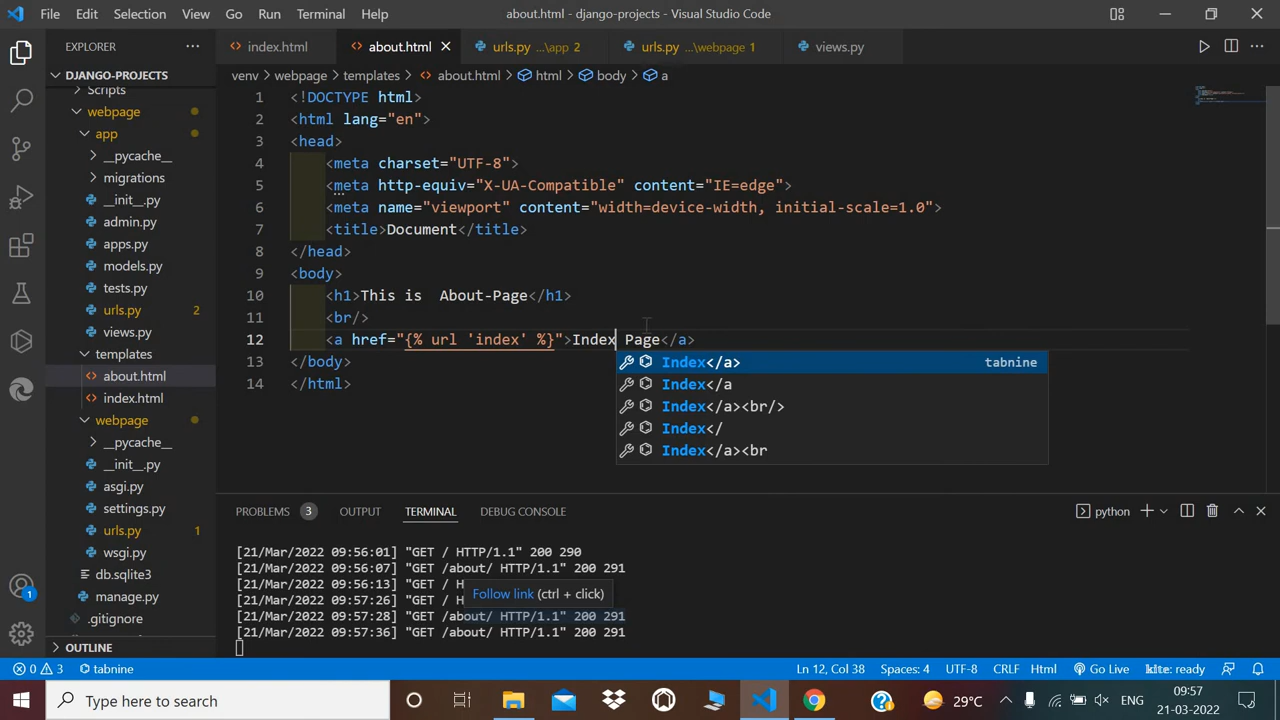 File Edit Selection View Go Run Terminal Help
about.html - django-projects - Visual Studio Code
EXPLORER
index.html
about.html
urls.py ...\app 2
urls.py ...\webpage 1
views.py
DJANGO-PROJECTS
Scripts
webpage
app
__pycache__
migrations
__init__.py
admin.py
apps.py
models.py
tests.py
urls.py 2
views.py
templates
about.html
index.html
webpage
__pycache__
__init__.py
asgi.py
settings.py
urls.py 1
wsgi.py
db.sqlite3
manage.py
.gitignore
OUTLINE
venv > webpage > templates > about.html > html > body > a
1 <!DOCTYPE html>
2 <html lang="en">
3 <head>
4 <meta charset="UTF-8">
5 <meta http-equiv="X-UA-Compatible" content="IE=edge">
6 <meta name="viewport" content="width=device-width, initial-scale=1.0">
7 <title>Document</title>
8 </head>
9 <body>
10 <h1>This is  About-Page</h1>
11 <br/>
12 <a href="{% url 'index' %}">Index Page</a>
13 </body>
14 </html>
Index</a> tabnine
Index</a
Index</a><br/>
Index</
Index</a><br
PROBLEMS 3 OUTPUT TERMINAL DEBUG CONSOLE
python
[21/Mar/2022 09:56:01] "GET / HTTP/1.1" 200 290
[21/Mar/2022 09:56:07] "GET /about/ HTTP/1.1" 200 291
[21/Mar/2022 09:56:13] "GET / H
[21/Mar/2022 09:57:26] "GET / H
Follow link (ctrl + click)
[21/Mar/2022 09:57:28] "GET /about/ HTTP/1.1" 200 291
[21/Mar/2022 09:57:36] "GET /about/ HTTP/1.1" 200 291
1
0 3 tabnine
Ln 12, Col 38 Spaces: 4 UTF-8 CRLF Html Go Live kite: ready
Type here to search
29°C
ENG
09:57
21-03-2022
1